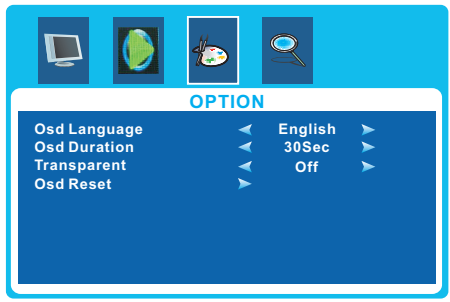 OPTION
Osd Language English
Osd Duration 30Sec
Transparent Off
Osd Reset